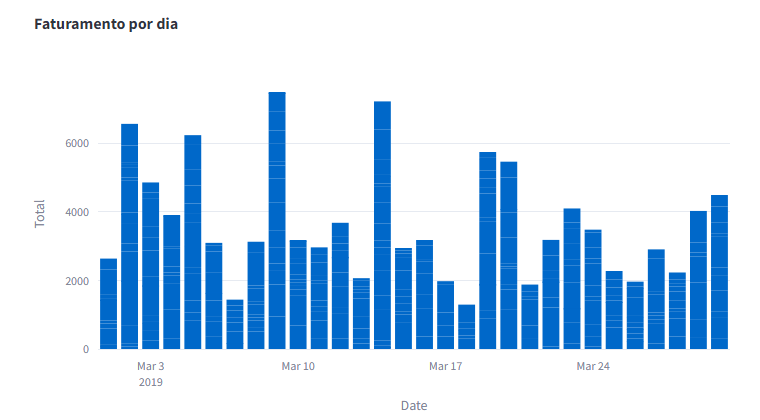 Faturamento por dia
6000
4000
2000
0
Total
Mar 3
2019
Mar 10
Mar 17
Mar 24
Date